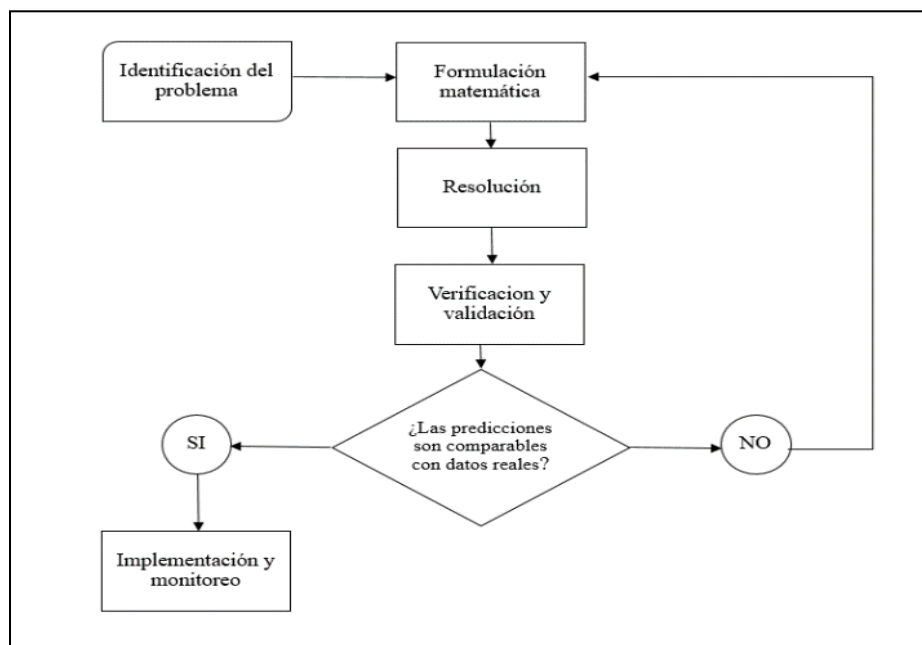 Identificación del
problema
Formulación
matemática
Resolución
Verificacion y
validación
¿Las predicciones
son comparables
con datos reales?
SI
NO
Implementación y
monitoreo